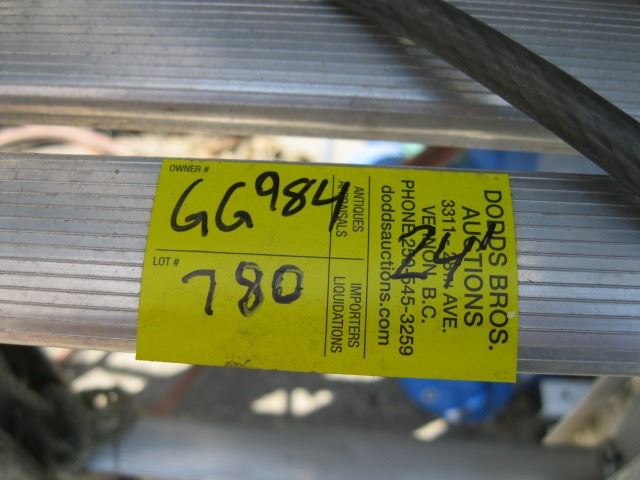 OWNER #
GG984
LOT #
780
ANTIQUES
APPRAISALS
IMPORTERS
LIQUIDATIONS
DODDS BROS.
AUCTIONS
3311 AVE.
VERNON, B.C.
PHONE 545-3259
doddsauctions.com
24"